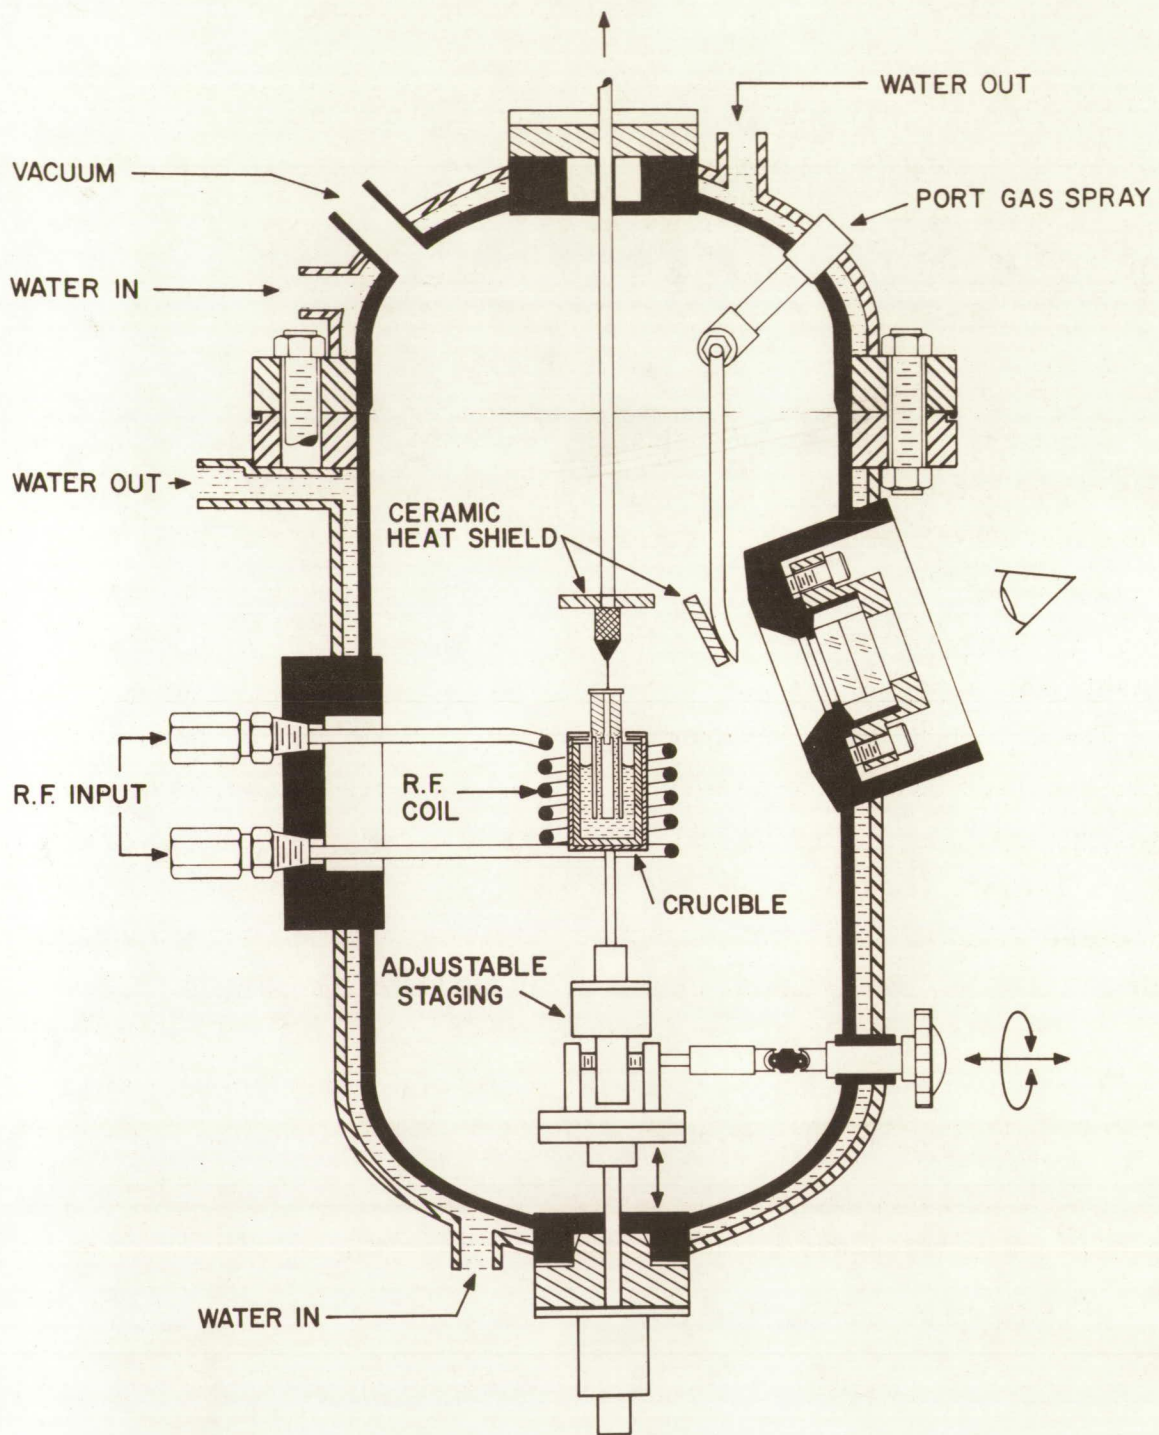 WATER OUT
VACUUM
PORT GAS SPRAY
WATER IN
WATER OUT
CERAMIC
HEAT SHIELD
R.F. INPUT
R.F.
COIL
CRUCIBLE
ADJUSTABLE
STAGING
WATER IN